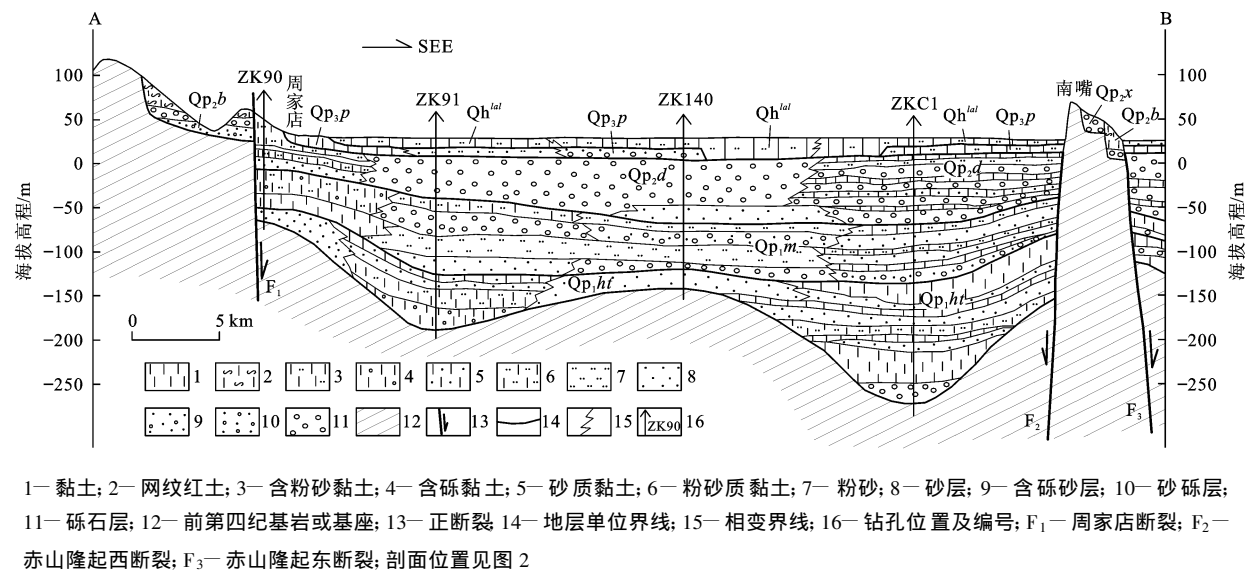 A
B
SEE
100
50
0
−50
−100
−150
−200
−250
海拔高程/m
100
50
0
−50
−100
−150
−200
−250
海拔高程/m
ZK90
周家店
ZK91
ZK140
ZKC1
南嘴
Qp₂b
Qp₃p
Qhˡᵃˡ
Qp₃p
Qhˡᵃˡ
Qhˡᵃˡ
Qp₃p
Qp₂x
Qp₂b
Qp₂d
Qp₂d
Qp₁m
Qp₁ht
Qp₁ht
F₁
F₂
F₃
0 5 km
1 2 3 4 5 6 7 8
9 10 11 12 13 14 15 ZK90 16
1—黏土; 2—网纹红土; 3—含粉砂黏土; 4—含砾黏土; 5—砂质黏土; 6—粉砂质黏土; 7—粉砂; 8—砂层; 9—含砾砂层; 10—砂砾层;
11—砾石层; 12—前第四纪基岩或基座; 13—正断裂 14—地层单位界线; 15—相变界线; 16—钻孔位置及编号; F₁—周家店断裂; F₂—
赤山隆起西断裂; F₃—赤山隆起东断裂; 剖面位置见图 2